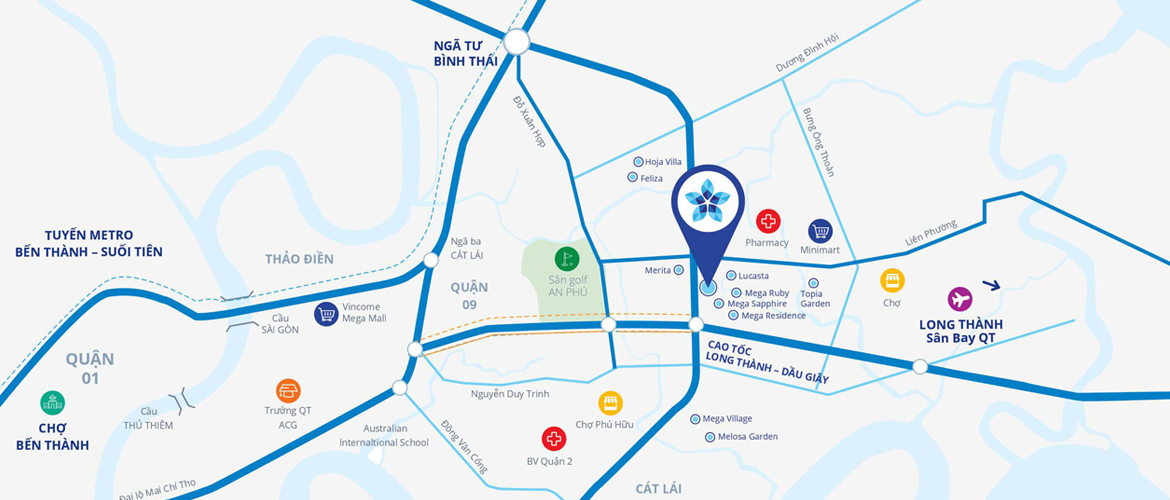 NGÃ TƯ
BÌNH THÁI
Dương Đình Hội
Đỗ Xuân Hợp
Bưng Ông Thoàn
Hoja Villa
Feliza
TUYẾN METRO
BẾN THÀNH – SUỐI TIÊN
THẢO ĐIỀN
Ngã ba
CÁT LÁI
Pharmacy
Minimart
Liên Phường
QUẬN
09
Sân golf
AN PHÚ
Merita
Lucasta
Mega Ruby
Mega Sapphire
Mega Residence
Topia
Garden
Chợ
LONG THÀNH
Sân Bay QT
Cầu
SÀI GÒN
Vincome
Mega Mall
QUẬN
01
CAO TỐC
LONG THÀNH – DẦU GIÂY
CHỢ
BẾN THÀNH
Cầu
THỦ THIÊM
Trường QT
ACG
Nguyễn Duy Trinh
Australian
Internaltional School
Đồng Văn Cống
Chợ Phú Hữu
BV Quận 2
Mega Village
Melosa Garden
Đại lộ Mai Chí Thọ
CÁT LÁI